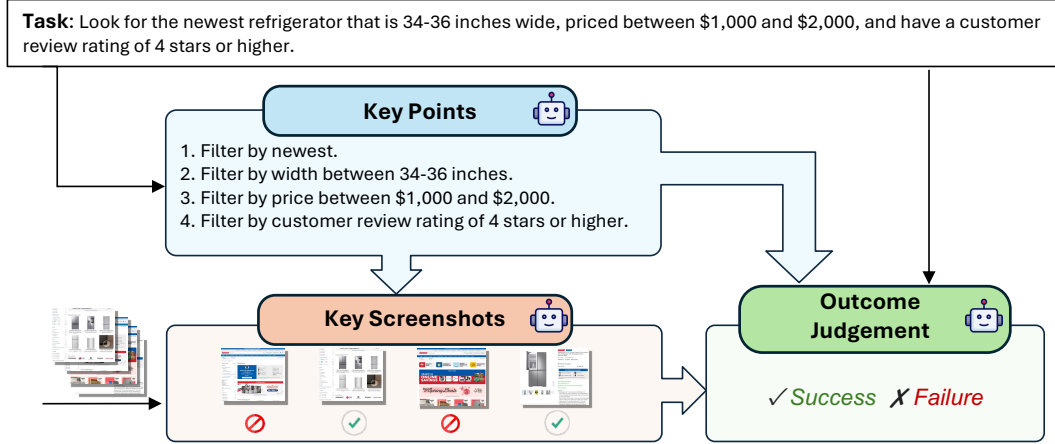 Task: Look for the newest refrigerator that is 34-36 inches wide, priced between $1,000 and $2,000, and have a customer
review rating of 4 stars or higher.
Key Points
1. Filter by newest.
2. Filter by width between 34-36 inches.
3. Filter by price between $1,000 and $2,000.
4. Filter by customer review rating of 4 stars or higher.
Key Screenshots
Outcome
Judgement
✓ Success ✗ Failure